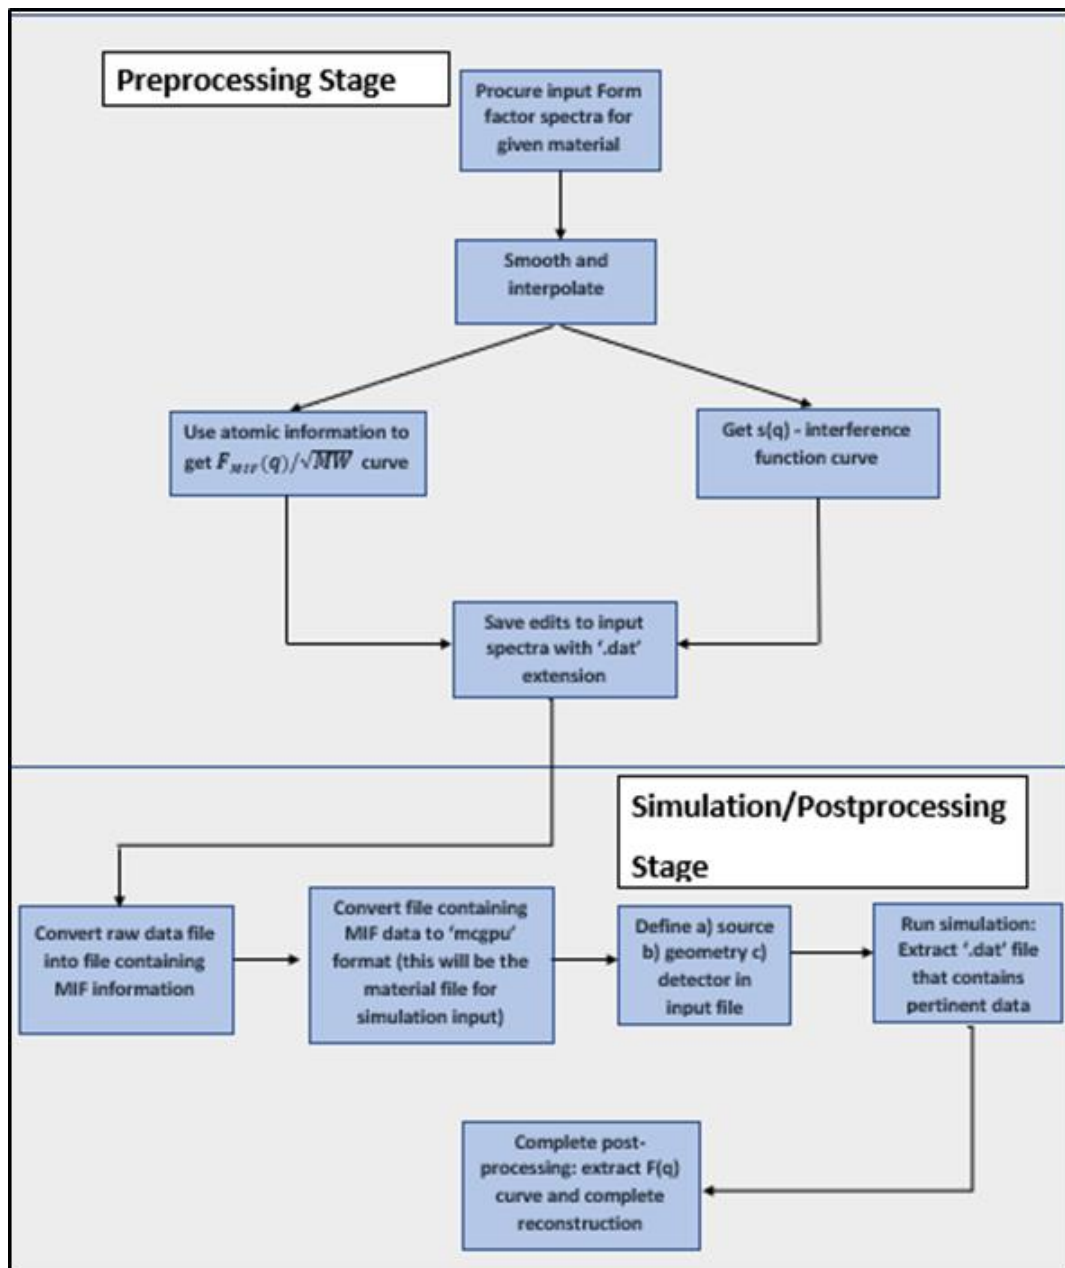 Preprocessing Stage
Procure input Form
factor spectra for
given material
Smooth and
interpolate
Use atomic information to
get F_MIF(q)/√MW curve
Get s(q) - interference
function curve
Save edits to input
spectra with ‘.dat’
extension
Simulation/Postprocessing
Stage
Convert raw data file
into file containing
MIF information
Convert file containing
MIF data to ‘mcgpu’
format (this will be the
material file for
simulation input)
Define a) source
b) geometry c)
detector in
input file
Run simulation:
Extract ‘.dat’ file
that contains
pertinent data
Complete post-
processing: extract F(q)
curve and complete
reconstruction